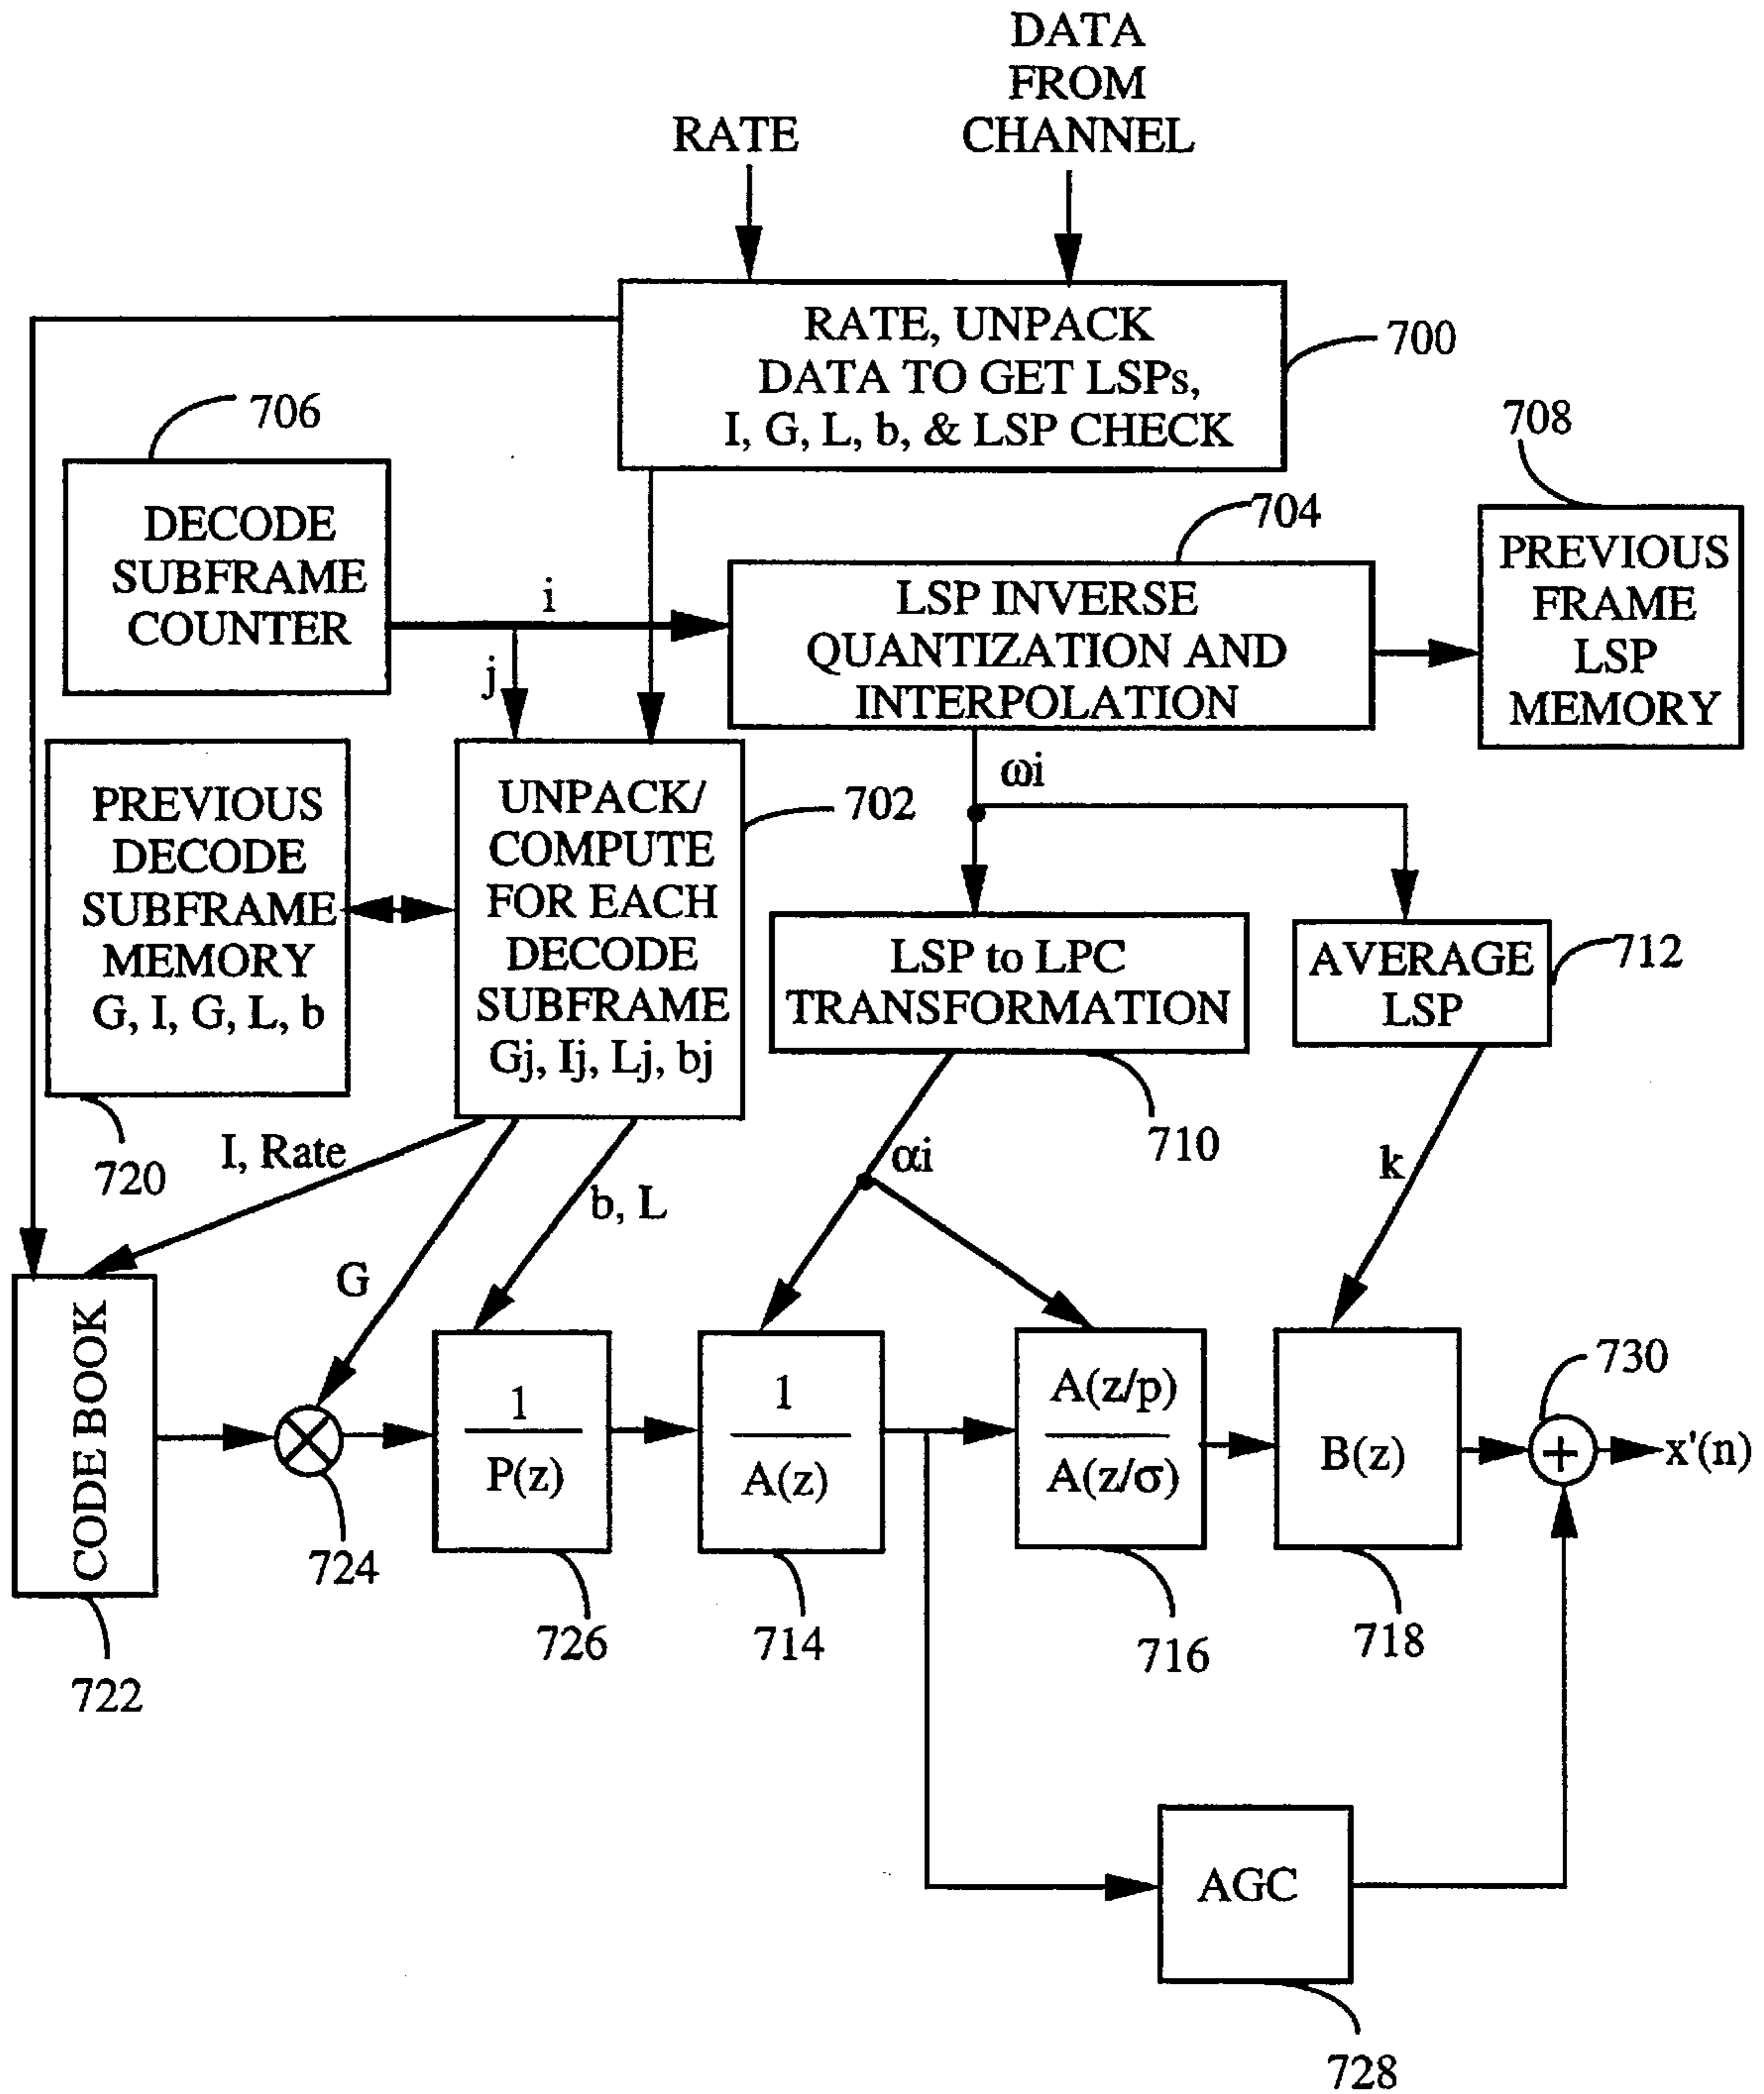 DATA
FROM
CHANNEL
RATE
RATE, UNPACK
DATA TO GET LSPs,
I, G, L, b, & LSP CHECK
700
706
DECODE
SUBFRAME
COUNTER
i
j
704
LSP INVERSE
QUANTIZATION AND
INTERPOLATION
708
PREVIOUS
FRAME
LSP
MEMORY
ωi
PREVIOUS
DECODE
SUBFRAME
MEMORY
G, I, G, L, b
720
UNPACK/
COMPUTE
FOR EACH
DECODE
SUBFRAME
Gj, Ij, Lj, bj
702
LSP to LPC
TRANSFORMATION
710
AVERAGE
LSP
712
I, Rate
G
b, L
αi
k
CODE BOOK
722
724
1
P(z)
726
1
A(z)
714
A(z/p)
A(z/σ)
716
B(z)
718
730
+
x'(n)
AGC
728